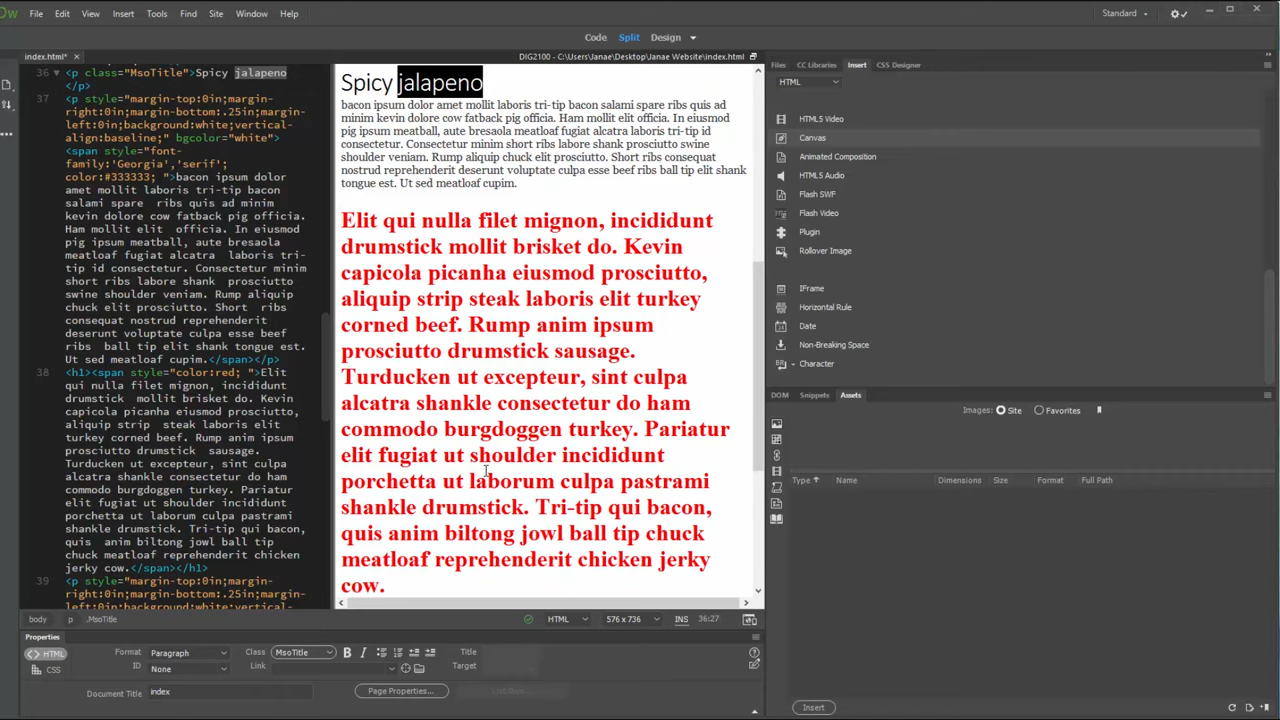 Dw File Edit View Insert Tools Find Site Window Help Standard
Code Split Design
index.html* × DIG2100 - C:\Users\Janae\Desktop\Janae Website\index.html
36 <p class="MsoTitle">Spicy jalapeno
</p>
37 <p style="margin-top:0in;margin-
right:0in;margin-bottom:.25in;margin-
left:0in;background:white;vertical-
align:baseline;" bgcolor="white">
<span style="font-
family:'Georgia','serif';
color:#333333; ">bacon ipsum dolor
amet mollit laboris tri-tip bacon
salami spare ribs quis ad minim
kevin dolore cow fatback pig officia.
Ham mollit elit officia. In eiusmod
pig ipsum meatball, aute bresaola
meatloaf fugiat alcatra laboris tri-
tip id consectetur. Consectetur minim
short ribs labore shank prosciutto
swine shoulder veniam. Rump aliquip
chuck elit prosciutto. Short ribs
consequat nostrud reprehenderit
deserunt voluptate culpa esse beef
ribs ball tip elit shank tongue est.
Ut sed meatloaf cupim.</span></p>
38 <h1><span style="color:red; ">Elit
qui nulla filet mignon, incididunt
drumstick mollit brisket do. Kevin
capicola picanha eiusmod prosciutto,
aliquip strip steak laboris elit
turkey corned beef. Rump anim ipsum
prosciutto drumstick sausage.
Turducken ut excepteur, sint culpa
alcatra shankle consectetur do ham
commodo burgdoggen turkey. Pariatur
elit fugiat ut shoulder incididunt
porchetta ut laborum culpa pastrami
shankle drumstick. Tri-tip qui bacon,
quis anim biltong jowl ball tip chuck
meatloaf reprehenderit chicken
jerky cow.</span></h1>
39 <p style="margin-top:0in;margin-
right:0in;margin-bottom:.25in;margin-
left:0in;background:white;vertical-
Spicy jalapeno
bacon ipsum dolor amet mollit laboris tri-tip bacon salami spare ribs quis ad
minim kevin dolore cow fatback pig officia. Ham mollit elit officia. In eiusmod
pig ipsum meatball, aute bresaola meatloaf fugiat alcatra laboris tri-tip id
consectetur. Consectetur minim short ribs labore shank prosciutto swine
shoulder veniam. Rump aliquip chuck elit prosciutto. Short ribs consequat
nostrud reprehenderit deserunt voluptate culpa esse beef ribs ball tip elit shank
tongue est. Ut sed meatloaf cupim.
Elit qui nulla filet mignon, incididunt
drumstick mollit brisket do. Kevin
capicola picanha eiusmod prosciutto,
aliquip strip steak laboris elit turkey
corned beef. Rump anim ipsum
prosciutto drumstick sausage.
Turducken ut excepteur, sint culpa
alcatra shankle consectetur do ham
commodo burgdoggen turkey. Pariatur
elit fugiat ut shoulder incididunt
porchetta ut laborum culpa pastrami
shankle drumstick. Tri-tip qui bacon,
quis anim biltong jowl ball tip chuck
meatloaf reprehenderit chicken jerky
cow.
Files CC Libraries Insert CSS Designer
HTML
HTML5 Video
Canvas
Animated Composition
HTML5 Audio
Flash SWF
Flash Video
Plugin
Rollover Image
IFrame
Horizontal Rule
Date
Non-Breaking Space
Character
DOM Snippets Assets
Images: Site Favorites
Type Name Dimensions Size Format Full Path
Insert
body p .MsoTitle HTML 576 x 736 INS 36:27
Properties
<> HTML Format Paragraph Class MsoTitle B I Title
CSS ID None Link Target
Document Title index Page Properties...